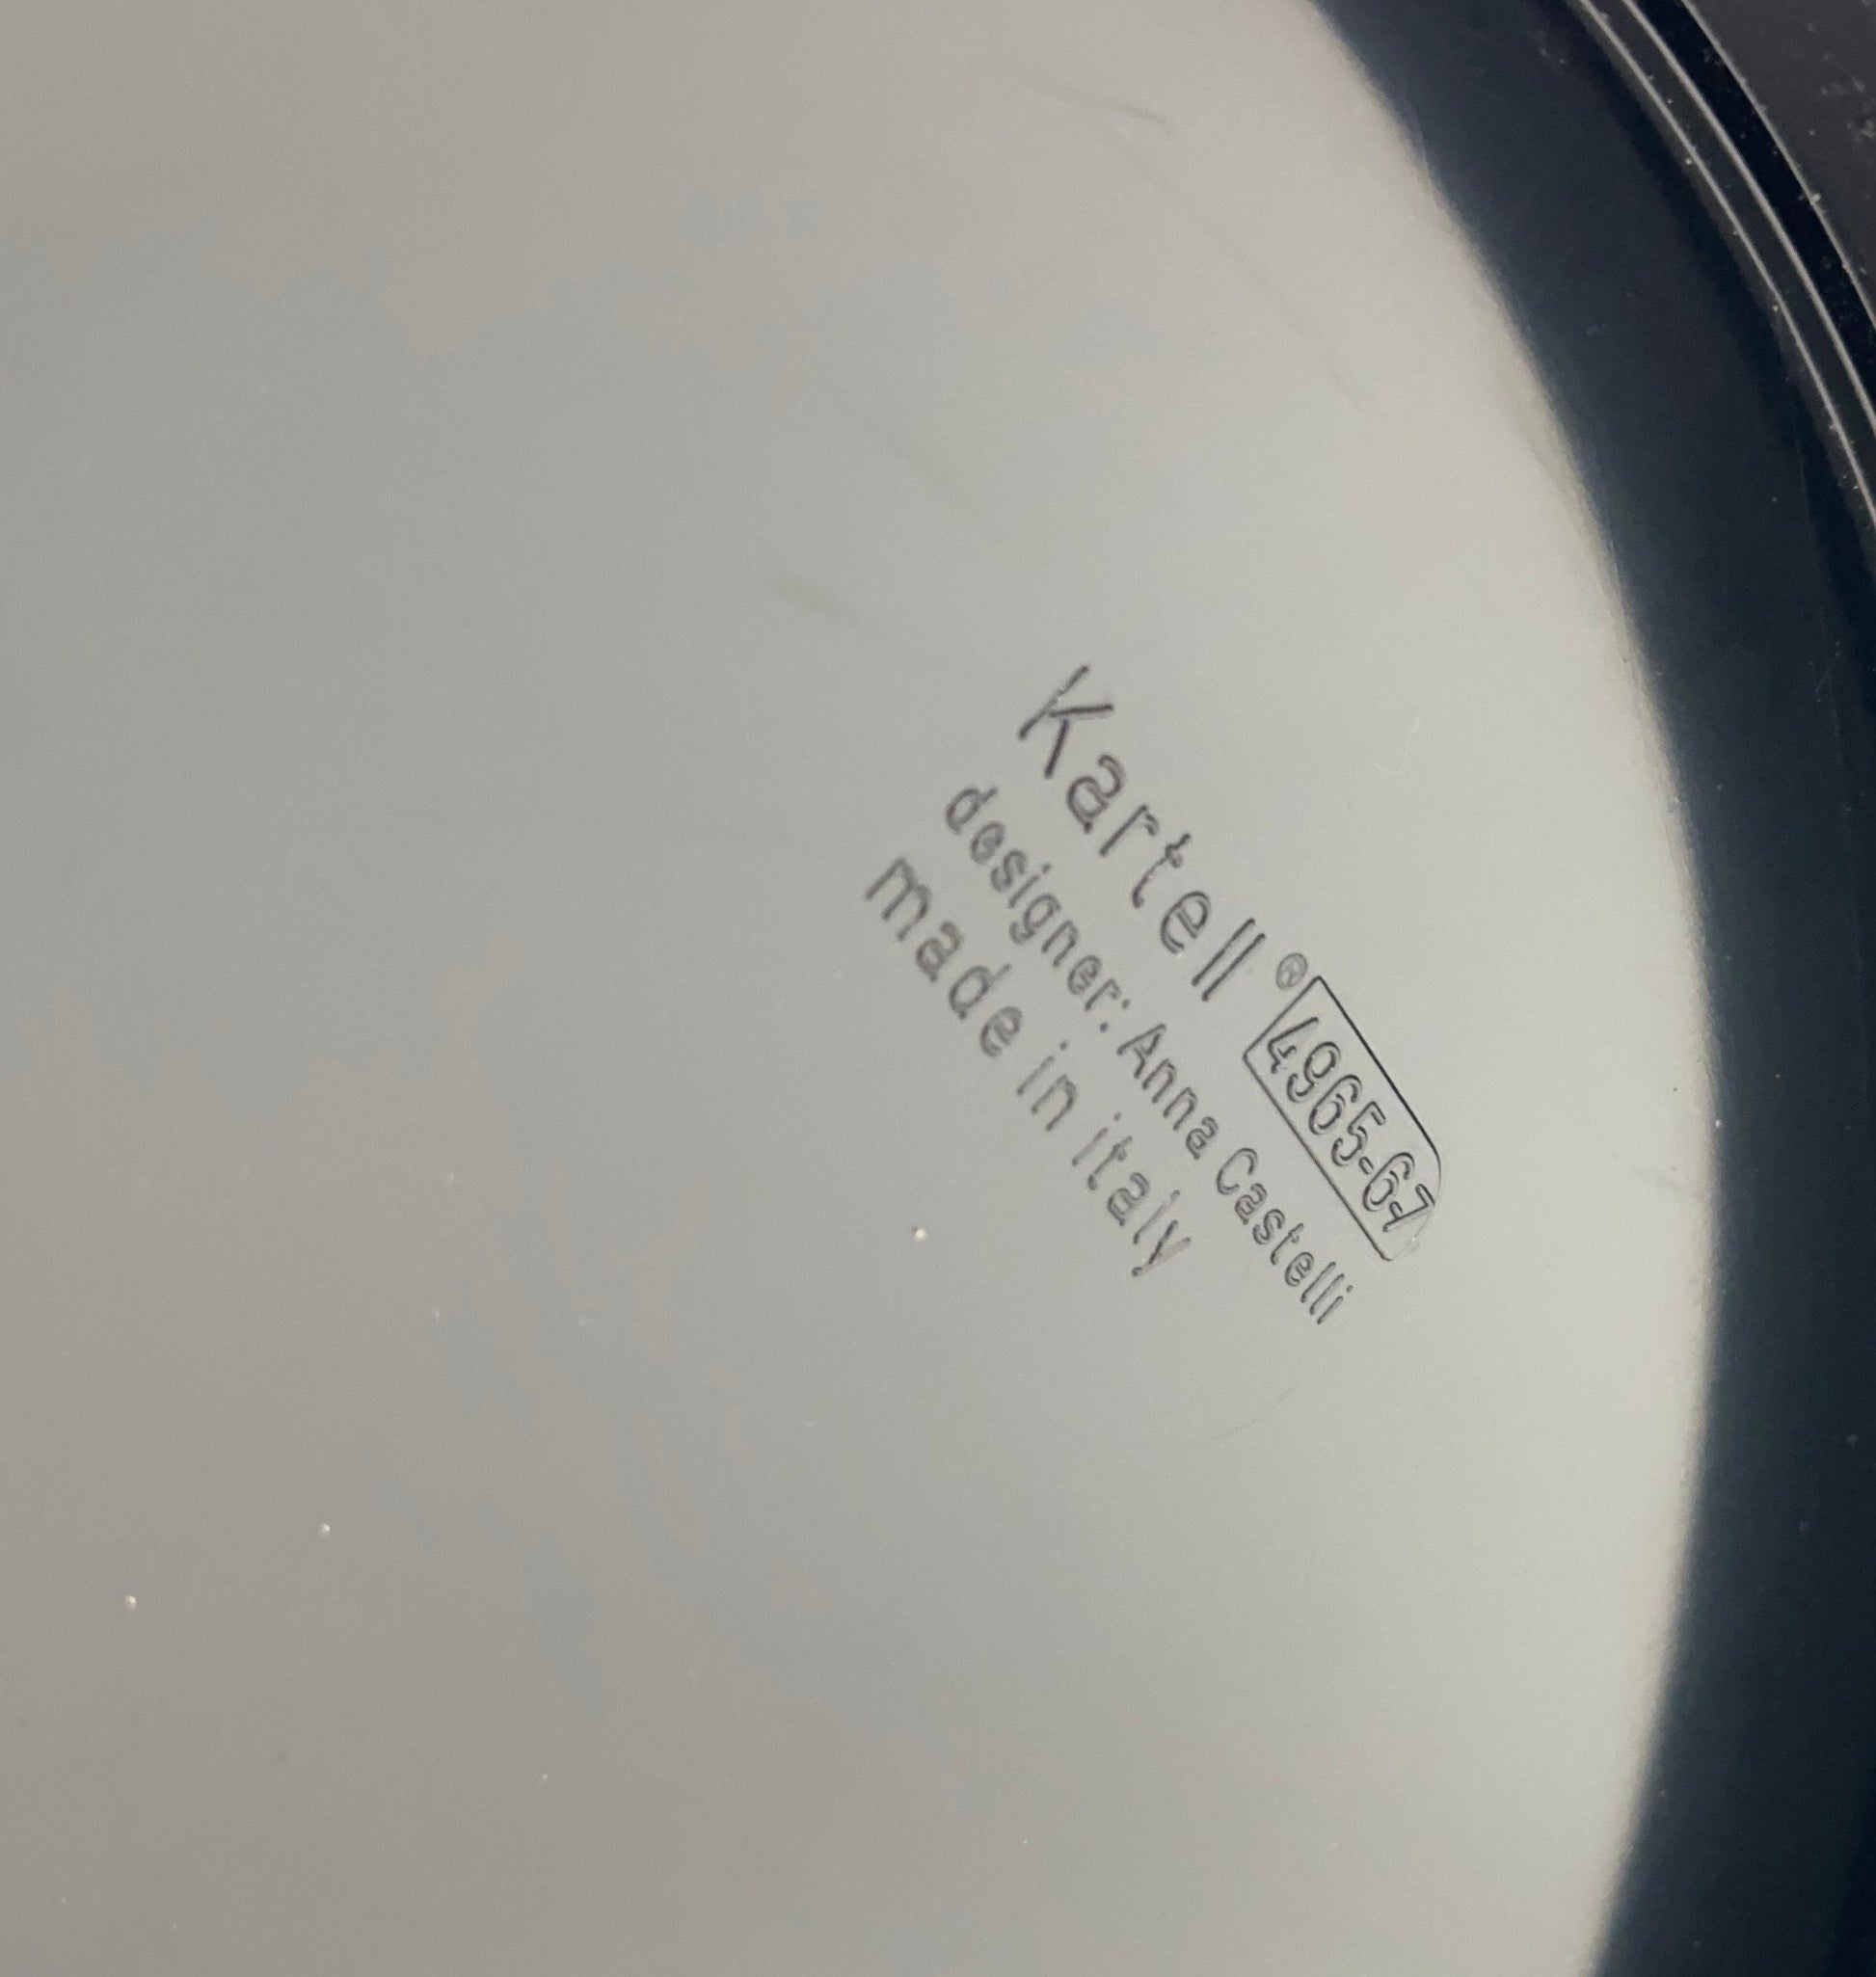 Kartell® 4965-67
designer: Anna Castelli
made in italy